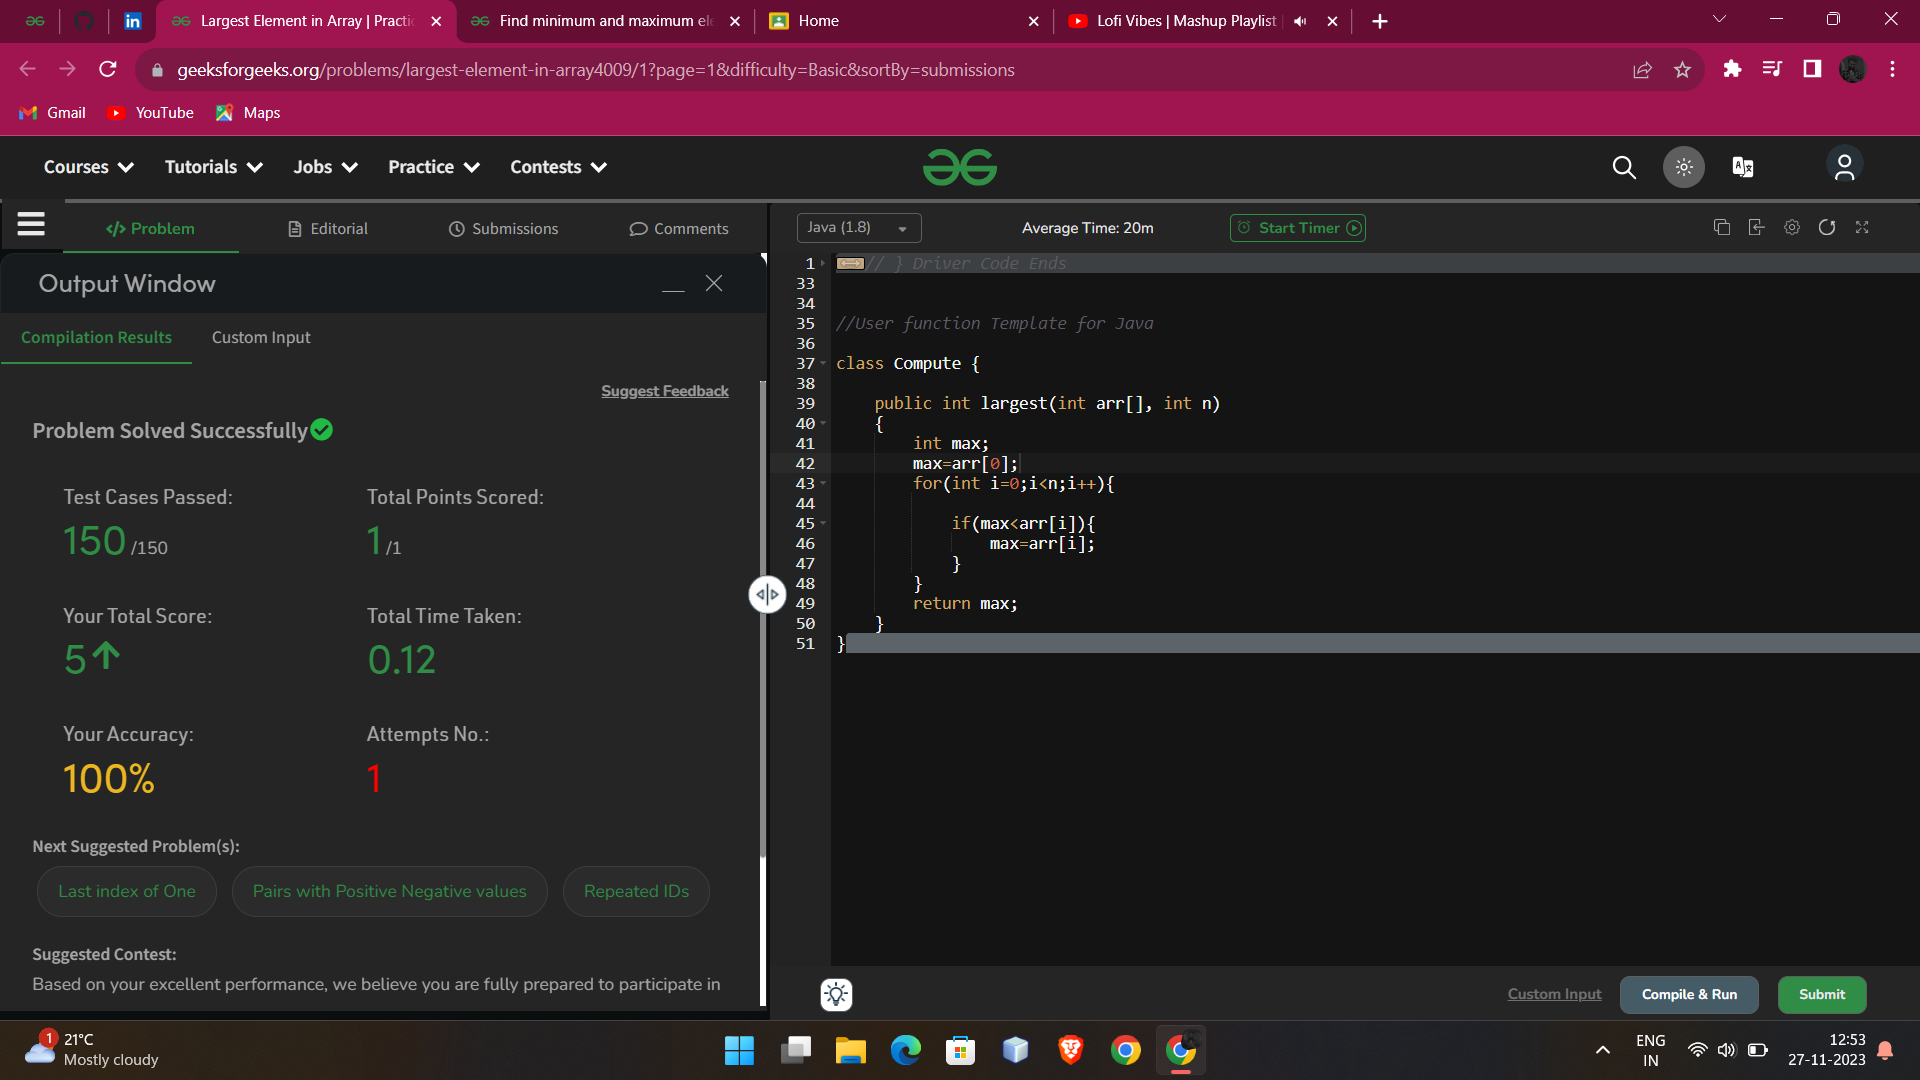 Largest Element in Array | Practic
Find minimum and maximum ele
Home
Lofi Vibes | Mashup Playlist
geeksforgeeks.org/problems/largest-element-in-array4009/1?page=1&difficulty=Basic&sortBy=submissions
Gmail
YouTube
Maps
Courses
Tutorials
Jobs
Practice
Contests
Problem
Editorial
Submissions
Comments
Output Window
Compilation Results
Custom Input
Suggest Feedback
Problem Solved Successfully
Test Cases Passed:
150 /150
Total Points Scored:
1 /1
Your Total Score:
5
Total Time Taken:
0.12
Your Accuracy:
100%
Attempts No.:
1
Next Suggested Problem(s):
Last index of One
Pairs with Positive Negative values
Repeated IDs
Suggested Contest:
Based on your excellent performance, we believe you are fully prepared to participate in
Java (1.8)
Average Time: 20m
Start Timer
1 // } Driver Code Ends
33
34
35 //User function Template for Java
36
37 class Compute {
38
39 public int largest(int arr[], int n)
40 {
41 int max;
42 max=arr[0];
43 for(int i=0;i<n;i++){
44
45 if(max<arr[i]){
46 max=arr[i];
47 }
48 }
49 return max;
50 }
51 }
Custom Input
Compile & Run
Submit
1
21°C
Mostly cloudy
ENG
IN
12:53
27-11-2023